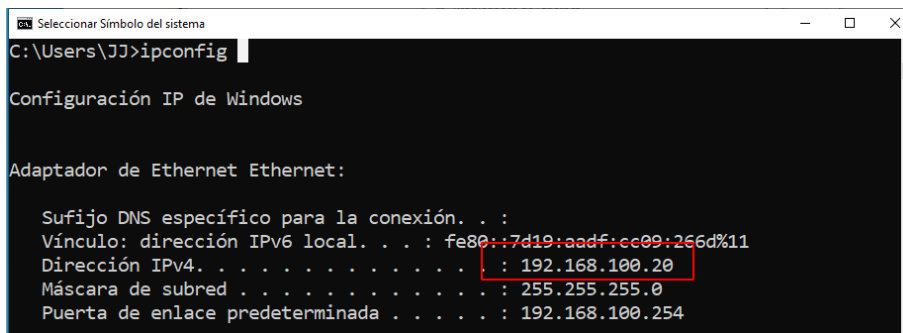 Seleccionar Símbolo del sistema
C:\Users\JJ>ipconfig
Configuración IP de Windows
Adaptador de Ethernet Ethernet:
Sufijo DNS específico para la conexión. . :
Vínculo: dirección IPv6 local. . . : fe80::7d19:aadf:cc09:266d%11
Dirección IPv4. . . . . . . . . . . . . . : 192.168.100.20
Máscara de subred . . . . . . . . . . . . : 255.255.255.0
Puerta de enlace predeterminada . . . . . : 192.168.100.254